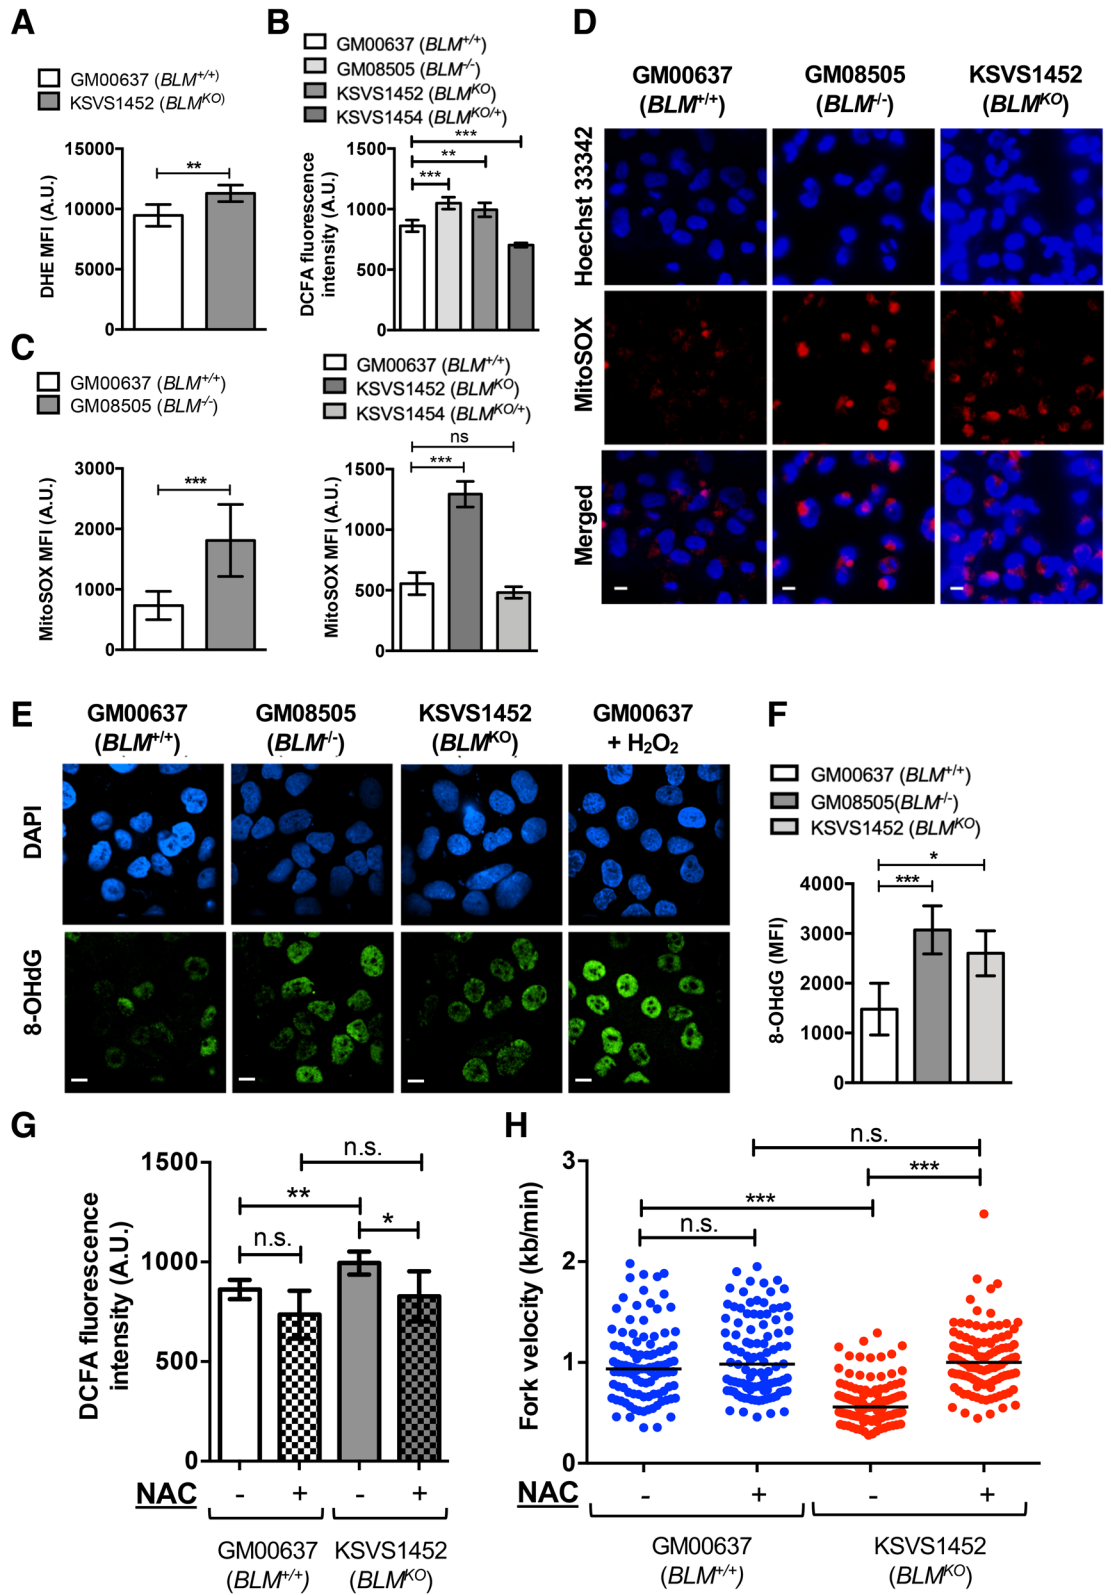 A
GM00637 (BLM+/+)
KSVS1452 (BLMKO)
15000
10000
5000
0
DHE MFI (A.U.)
**
B
GM00637 (BLM+/+)
GM08505 (BLM-/-)
KSVS1452 (BLMKO)
KSVS1454 (BLMKO/+)
1500
1000
500
0
DCFA fluorescence
intensity (A.U.)
***
**
***
C
GM00637 (BLM+/+)
GM08505 (BLM-/-)
3000
2000
1000
0
MitoSOX MFI (A.U.)
***
GM00637 (BLM+/+)
KSVS1452 (BLMKO)
KSVS1454 (BLMKO/+)
ns
***
1500
1000
500
0
MitoSOX MFI (A.U.)
D
GM00637
(BLM+/+)
GM08505
(BLM-/-)
KSVS1452
(BLMKO)
Hoechst 33342
MitoSOX
Merged
E
GM00637
(BLM+/+)
GM08505
(BLM-/-)
KSVS1452
(BLMKO)
GM00637
+ H2O2
DAPI
8-OHdG
F
GM00637 (BLM+/+)
GM08505(BLM-/-)
KSVS1452 (BLMKO)
*
***
4000
3000
2000
1000
0
8-OHdG (MFI)
G
1500
1000
500
0
DCFA fluorescence
intensity (A.U.)
n.s.
**
n.s.
*
NAC - + - +
GM00637
(BLM+/+)
KSVS1452
(BLMKO)
H
3
2
1
0
Fork velocity (kb/min)
n.s.
***
***
n.s.
NAC - + - +
GM00637
(BLM+/+)
KSVS1452
(BLMKO)